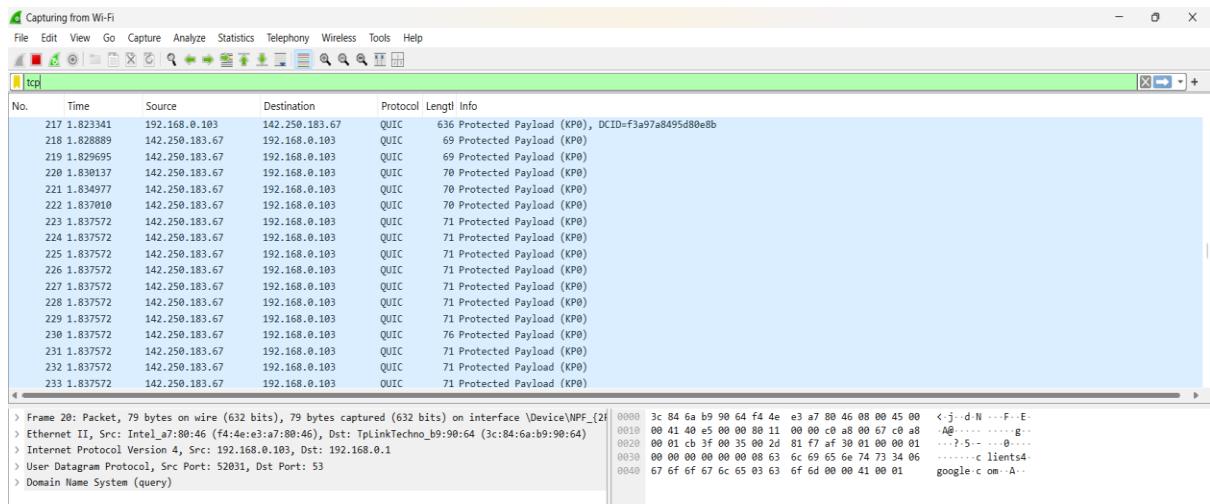 Capturing from Wi-Fi
File Edit View Go Capture Analyze Statistics Telephony Wireless Tools Help
tcp
No. Time Source Destination Protocol Length Info
217 1.823341 192.168.0.103 142.250.183.67 QUIC 636 Protected Payload (KP0), DCID=f3a97a8495d80e8b
218 1.828889 142.250.183.67 192.168.0.103 QUIC 69 Protected Payload (KP0)
219 1.829695 142.250.183.67 192.168.0.103 QUIC 69 Protected Payload (KP0)
220 1.830137 142.250.183.67 192.168.0.103 QUIC 70 Protected Payload (KP0)
221 1.834977 142.250.183.67 192.168.0.103 QUIC 70 Protected Payload (KP0)
222 1.837010 142.250.183.67 192.168.0.103 QUIC 70 Protected Payload (KP0)
223 1.837572 142.250.183.67 192.168.0.103 QUIC 71 Protected Payload (KP0)
224 1.837572 142.250.183.67 192.168.0.103 QUIC 71 Protected Payload (KP0)
225 1.837572 142.250.183.67 192.168.0.103 QUIC 71 Protected Payload (KP0)
226 1.837572 142.250.183.67 192.168.0.103 QUIC 71 Protected Payload (KP0)
227 1.837572 142.250.183.67 192.168.0.103 QUIC 71 Protected Payload (KP0)
228 1.837572 142.250.183.67 192.168.0.103 QUIC 71 Protected Payload (KP0)
229 1.837572 142.250.183.67 192.168.0.103 QUIC 71 Protected Payload (KP0)
230 1.837572 142.250.183.67 192.168.0.103 QUIC 76 Protected Payload (KP0)
231 1.837572 142.250.183.67 192.168.0.103 QUIC 71 Protected Payload (KP0)
232 1.837572 142.250.183.67 192.168.0.103 QUIC 71 Protected Payload (KP0)
233 1.837572 142.250.183.67 192.168.0.103 QUIC 71 Protected Payload (KP0)
> Frame 20: Packet, 79 bytes on wire (632 bits), 79 bytes captured (632 bits) on interface \Device\NPF_{2F
> Ethernet II, Src: Intel_a7:80:46 (f4:4e:e3:a7:80:46), Dst: TpLinkTechno_b9:90:64 (3c:84:6a:b9:90:64)
> Internet Protocol Version 4, Src: 192.168.0.103, Dst: 192.168.0.1
> User Datagram Protocol, Src Port: 52031, Dst Port: 53
> Domain Name System (query)
0000 3c 84 6a b9 90 64 f4 4e e3 a7 80 46 08 00 45 00 <·j··d·N ···F··E·
0010 00 41 40 e5 00 00 80 11 00 00 c0 a8 00 67 c0 a8 ·A@····· ·····g··
0020 00 01 cb 3f 00 35 00 2d 81 f7 af 30 01 00 00 01 ···?·5·- ···0····
0030 00 00 00 00 00 00 08 63 6c 69 65 6e 74 73 34 06 ·······c lients4·
0040 67 6f 6f 67 6c 65 03 63 6f 6d 00 00 41 00 01 google·c om··A··